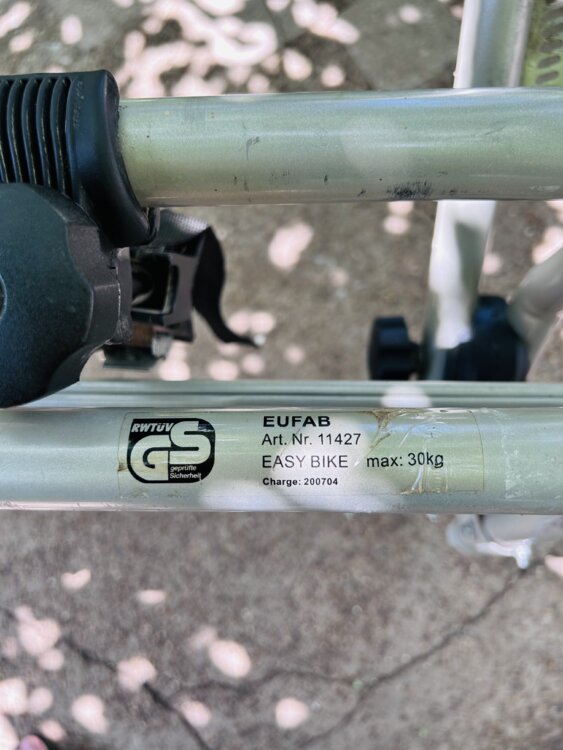 RWTÜV
GS
geprüfte
Sicherheit
EUFAB
Art. Nr. 11427
EASY BIKE max: 30kg
Charge: 200704